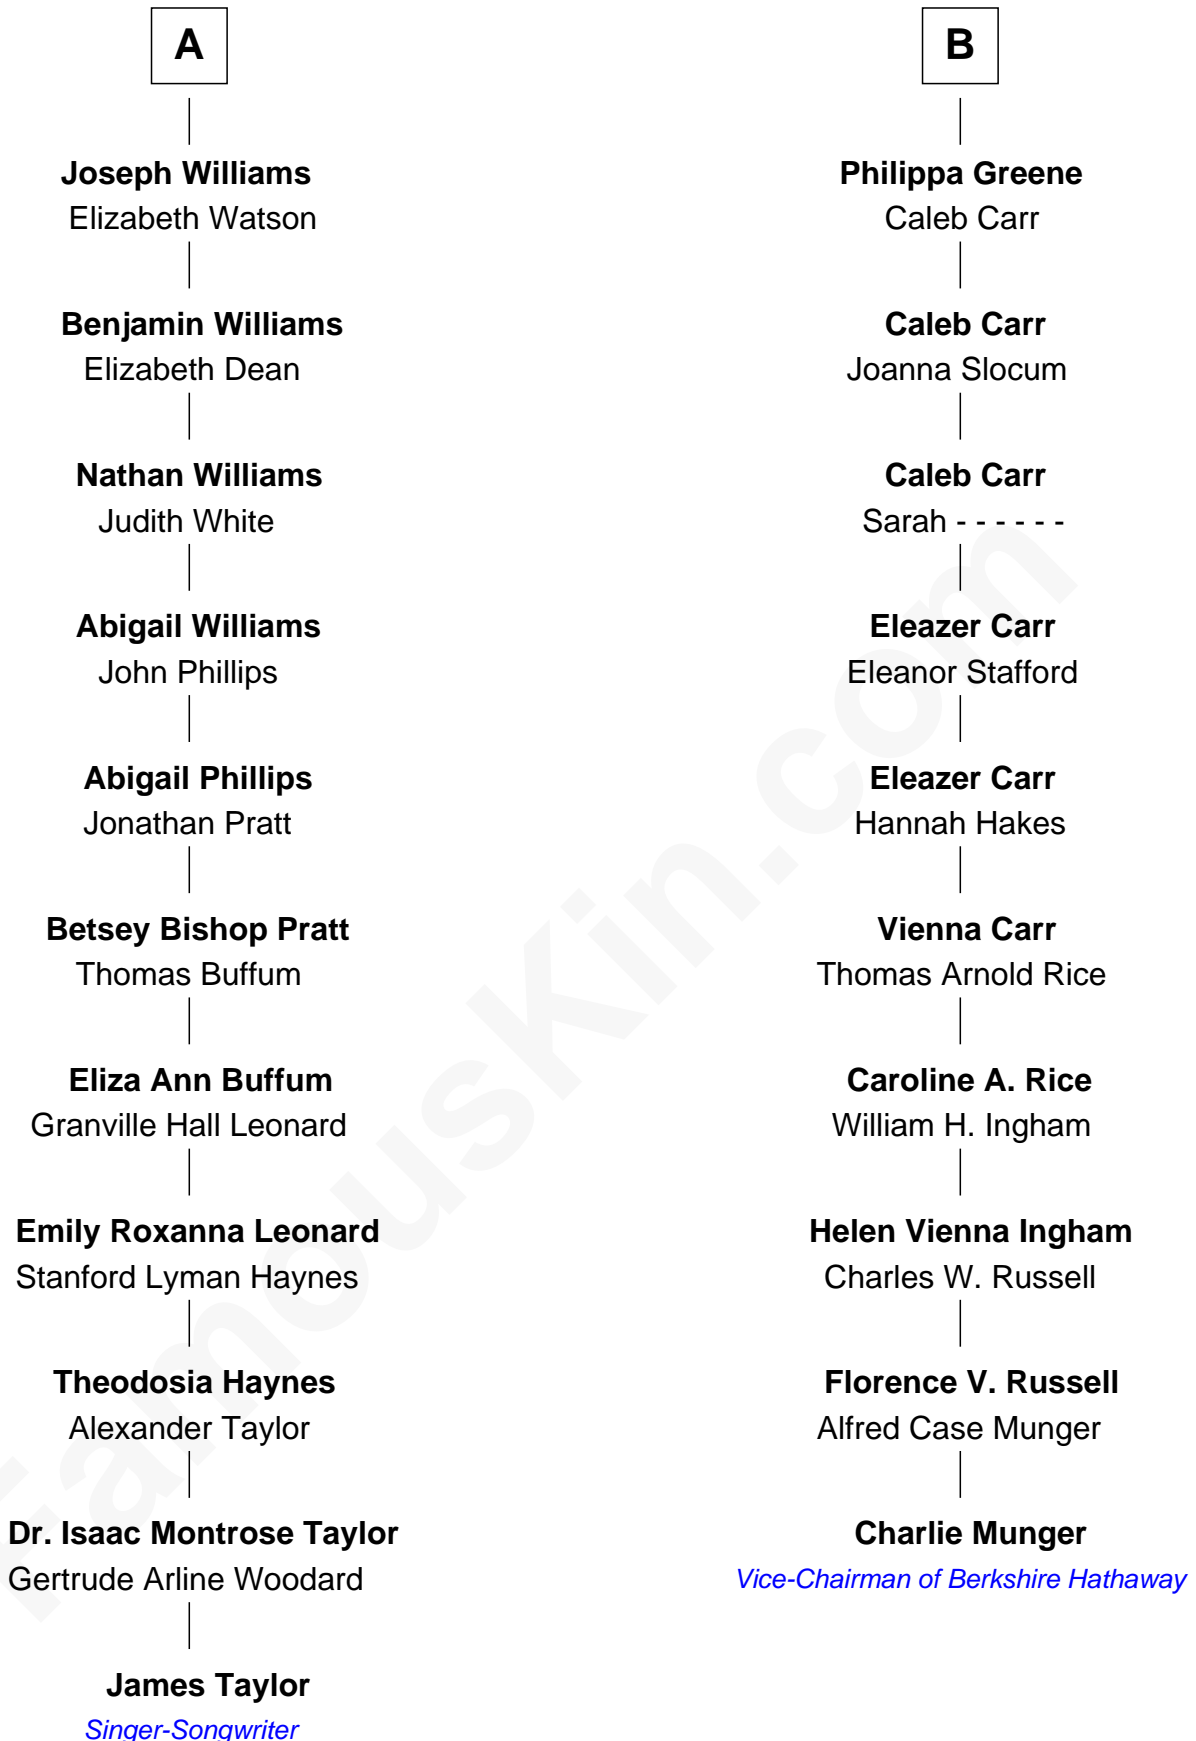 A
Joseph Williams
Elizabeth Watson
Benjamin Williams
Elizabeth Dean
Nathan Williams
Judith White
Abigail Williams
John Phillips
Abigail Phillips
Jonathan Pratt
Betsey Bishop Pratt
Thomas Buffum
Eliza Ann Buffum
Granville Hall Leonard
Emily Roxanna Leonard
Stanford Lyman Haynes
Theodosia Haynes
Alexander Taylor
Dr. Isaac Montrose Taylor
Gertrude Arline Woodard
James Taylor
Singer-Songwriter
B
Philippa Greene
Caleb Carr
Caleb Carr
Joanna Slocum
Caleb Carr
Sarah - - - - - -
Eleazer Carr
Eleanor Stafford
Eleazer Carr
Hannah Hakes
Vienna Carr
Thomas Arnold Rice
Caroline A. Rice
William H. Ingham
Helen Vienna Ingham
Charles W. Russell
Florence V. Russell
Alfred Case Munger
Charlie Munger
Vice-Chairman of Berkshire Hathaway
FamousKin.com